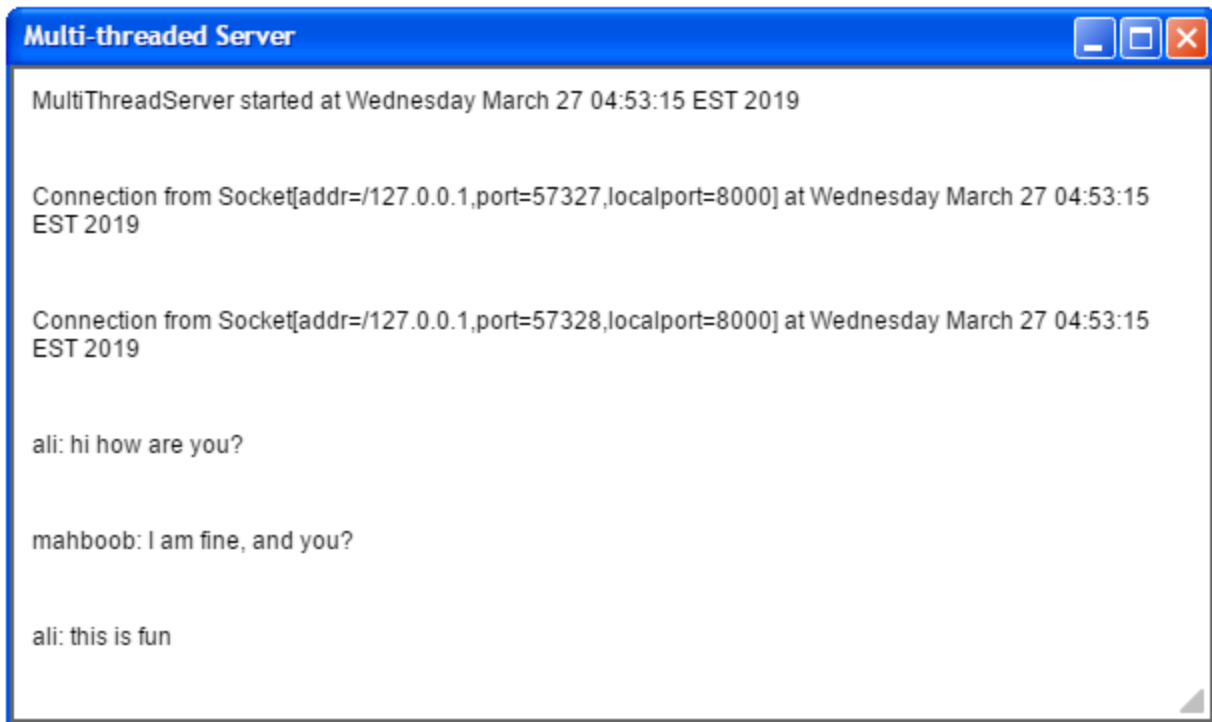 Multi-threaded Server
MultiThreadServer started at Wednesday March 27 04:53:15 EST 2019
Connection from Socket[addr=/127.0.0.1,port=57327,localport=8000] at Wednesday March 27 04:53:15
EST 2019
Connection from Socket[addr=/127.0.0.1,port=57328,localport=8000] at Wednesday March 27 04:53:15
EST 2019
ali: hi how are you?
mahboob: I am fine, and you?
ali: this is fun